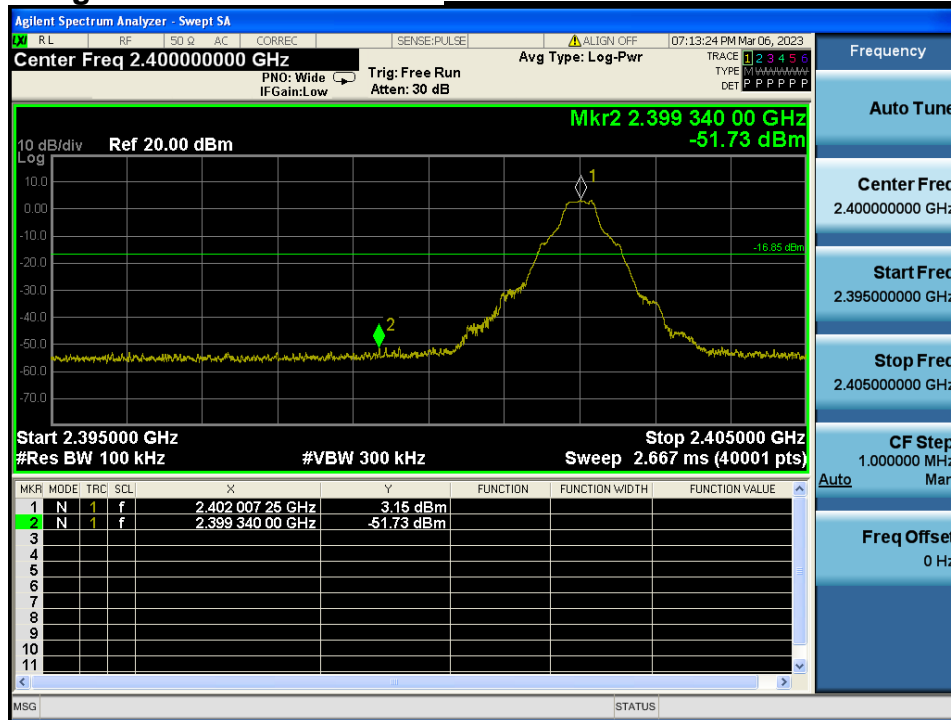 Agilent Spectrum Analyzer - Swept SA
LXI RL RF 50 Ω AC CORREC SENSE:PULSE ALIGN OFF 07:13:24 PM Mar 06, 2023
Center Freq 2.400000000 GHz
PNO: Wide
IFGain:Low
Trig: Free Run
Atten: 30 dB
Avg Type: Log-Pwr
TRACE 1 2 3 4 5 6
TYPE M W W W W W
DET P P P P P P
Mkr2 2.399 340 00 GHz
-51.73 dBm
10 dB/div Ref 20.00 dBm
Log
10.0
0.00
-10.0
-20.0
-30.0
-40.0
-50.0
-60.0
-70.0
1
-16.85 dBm
2
Start 2.395000 GHz Stop 2.405000 GHz
#Res BW 100 kHz #VBW 300 kHz Sweep 2.667 ms (40001 pts)
MKR MODE TRC SCL X Y FUNCTION FUNCTION WIDTH FUNCTION VALUE
1 N 1 f 2.402 007 25 GHz 3.15 dBm
2 N 1 f 2.399 340 00 GHz -51.73 dBm
3
4
5
6
7
8
9
10
11
MSG STATUS
Frequency
Auto Tune
Center Freq
2.400000000 GHz
Start Freq
2.395000000 GHz
Stop Freq
2.405000000 GHz
CF Step
1.000000 MHz
Auto Man
Freq Offset
0 Hz